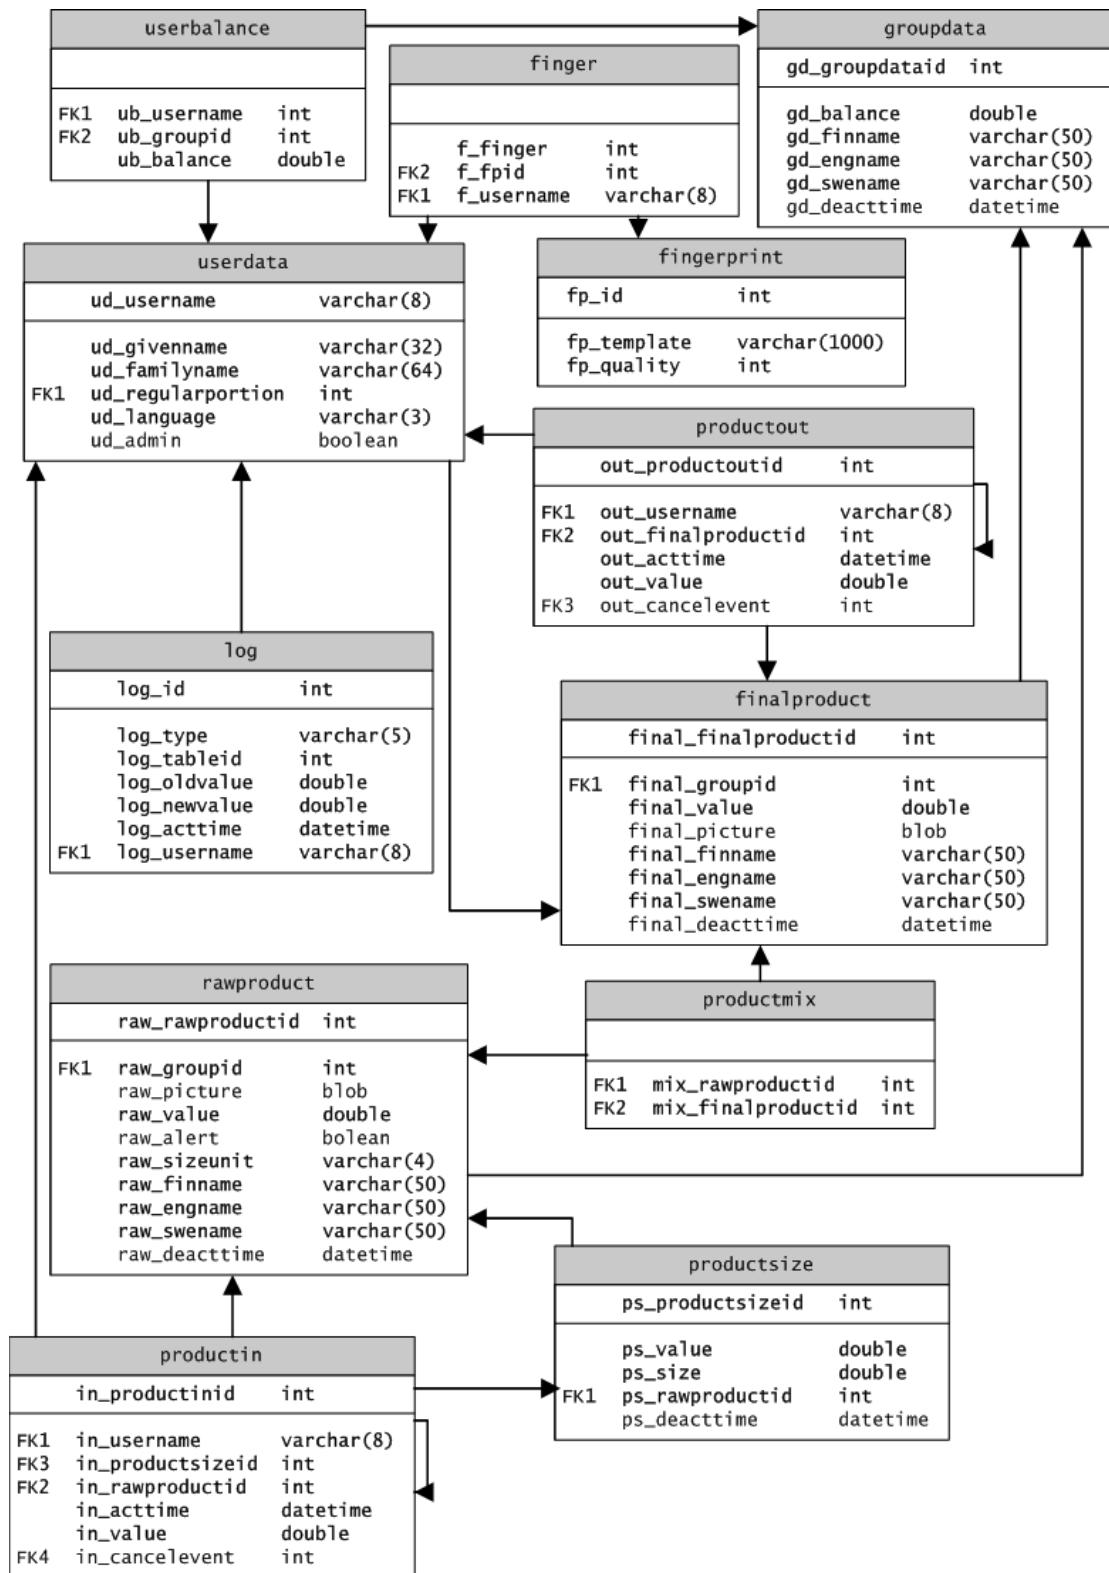 userbalance
FK1 ub_username int
FK2 ub_groupid int
ub_balance double
finger
f_finger int
FK2 f_fpid int
FK1 f_username varchar(8)
groupdata
gd_groupdataid int
gd_balance double
gd_finname varchar(50)
gd_engname varchar(50)
gd_swename varchar(50)
gd_deacttime datetime
userdata
ud_username varchar(8)
ud_givenname varchar(32)
ud_familyname varchar(64)
FK1 ud_regularportion int
ud_language varchar(3)
ud_admin boolean
fingerprint
fp_id int
fp_template varchar(1000)
fp_quality int
productout
out_productoutid int
FK1 out_username varchar(8)
FK2 out_finalproductid int
out_acttime datetime
out_value double
FK3 out_cancelevent int
log
log_id int
log_type varchar(5)
log_tableid int
log_oldvalue double
log_newvalue double
log_acttime datetime
FK1 log_username varchar(8)
finalproduct
final_finalproductid int
FK1 final_groupid int
final_value double
final_picture blob
final_finname varchar(50)
final_engname varchar(50)
final_swename varchar(50)
final_deacttime datetime
rawproduct
raw_rawproductid int
FK1 raw_groupid int
raw_picture blob
raw_value double
raw_alert bolean
raw_sizeunit varchar(4)
raw_finname varchar(50)
raw_engname varchar(50)
raw_swename varchar(50)
raw_deacttime datetime
productmix
FK1 mix_rawproductid int
FK2 mix_finalproductid int
productsize
ps_productsizeid int
ps_value double
ps_size double
FK1 ps_rawproductid int
ps_deacttime datetime
productin
in_productinid int
FK1 in_username varchar(8)
FK3 in_productsizeid int
FK2 in_rawproductid int
in_acttime datetime
in_value double
FK4 in_cancelevent int